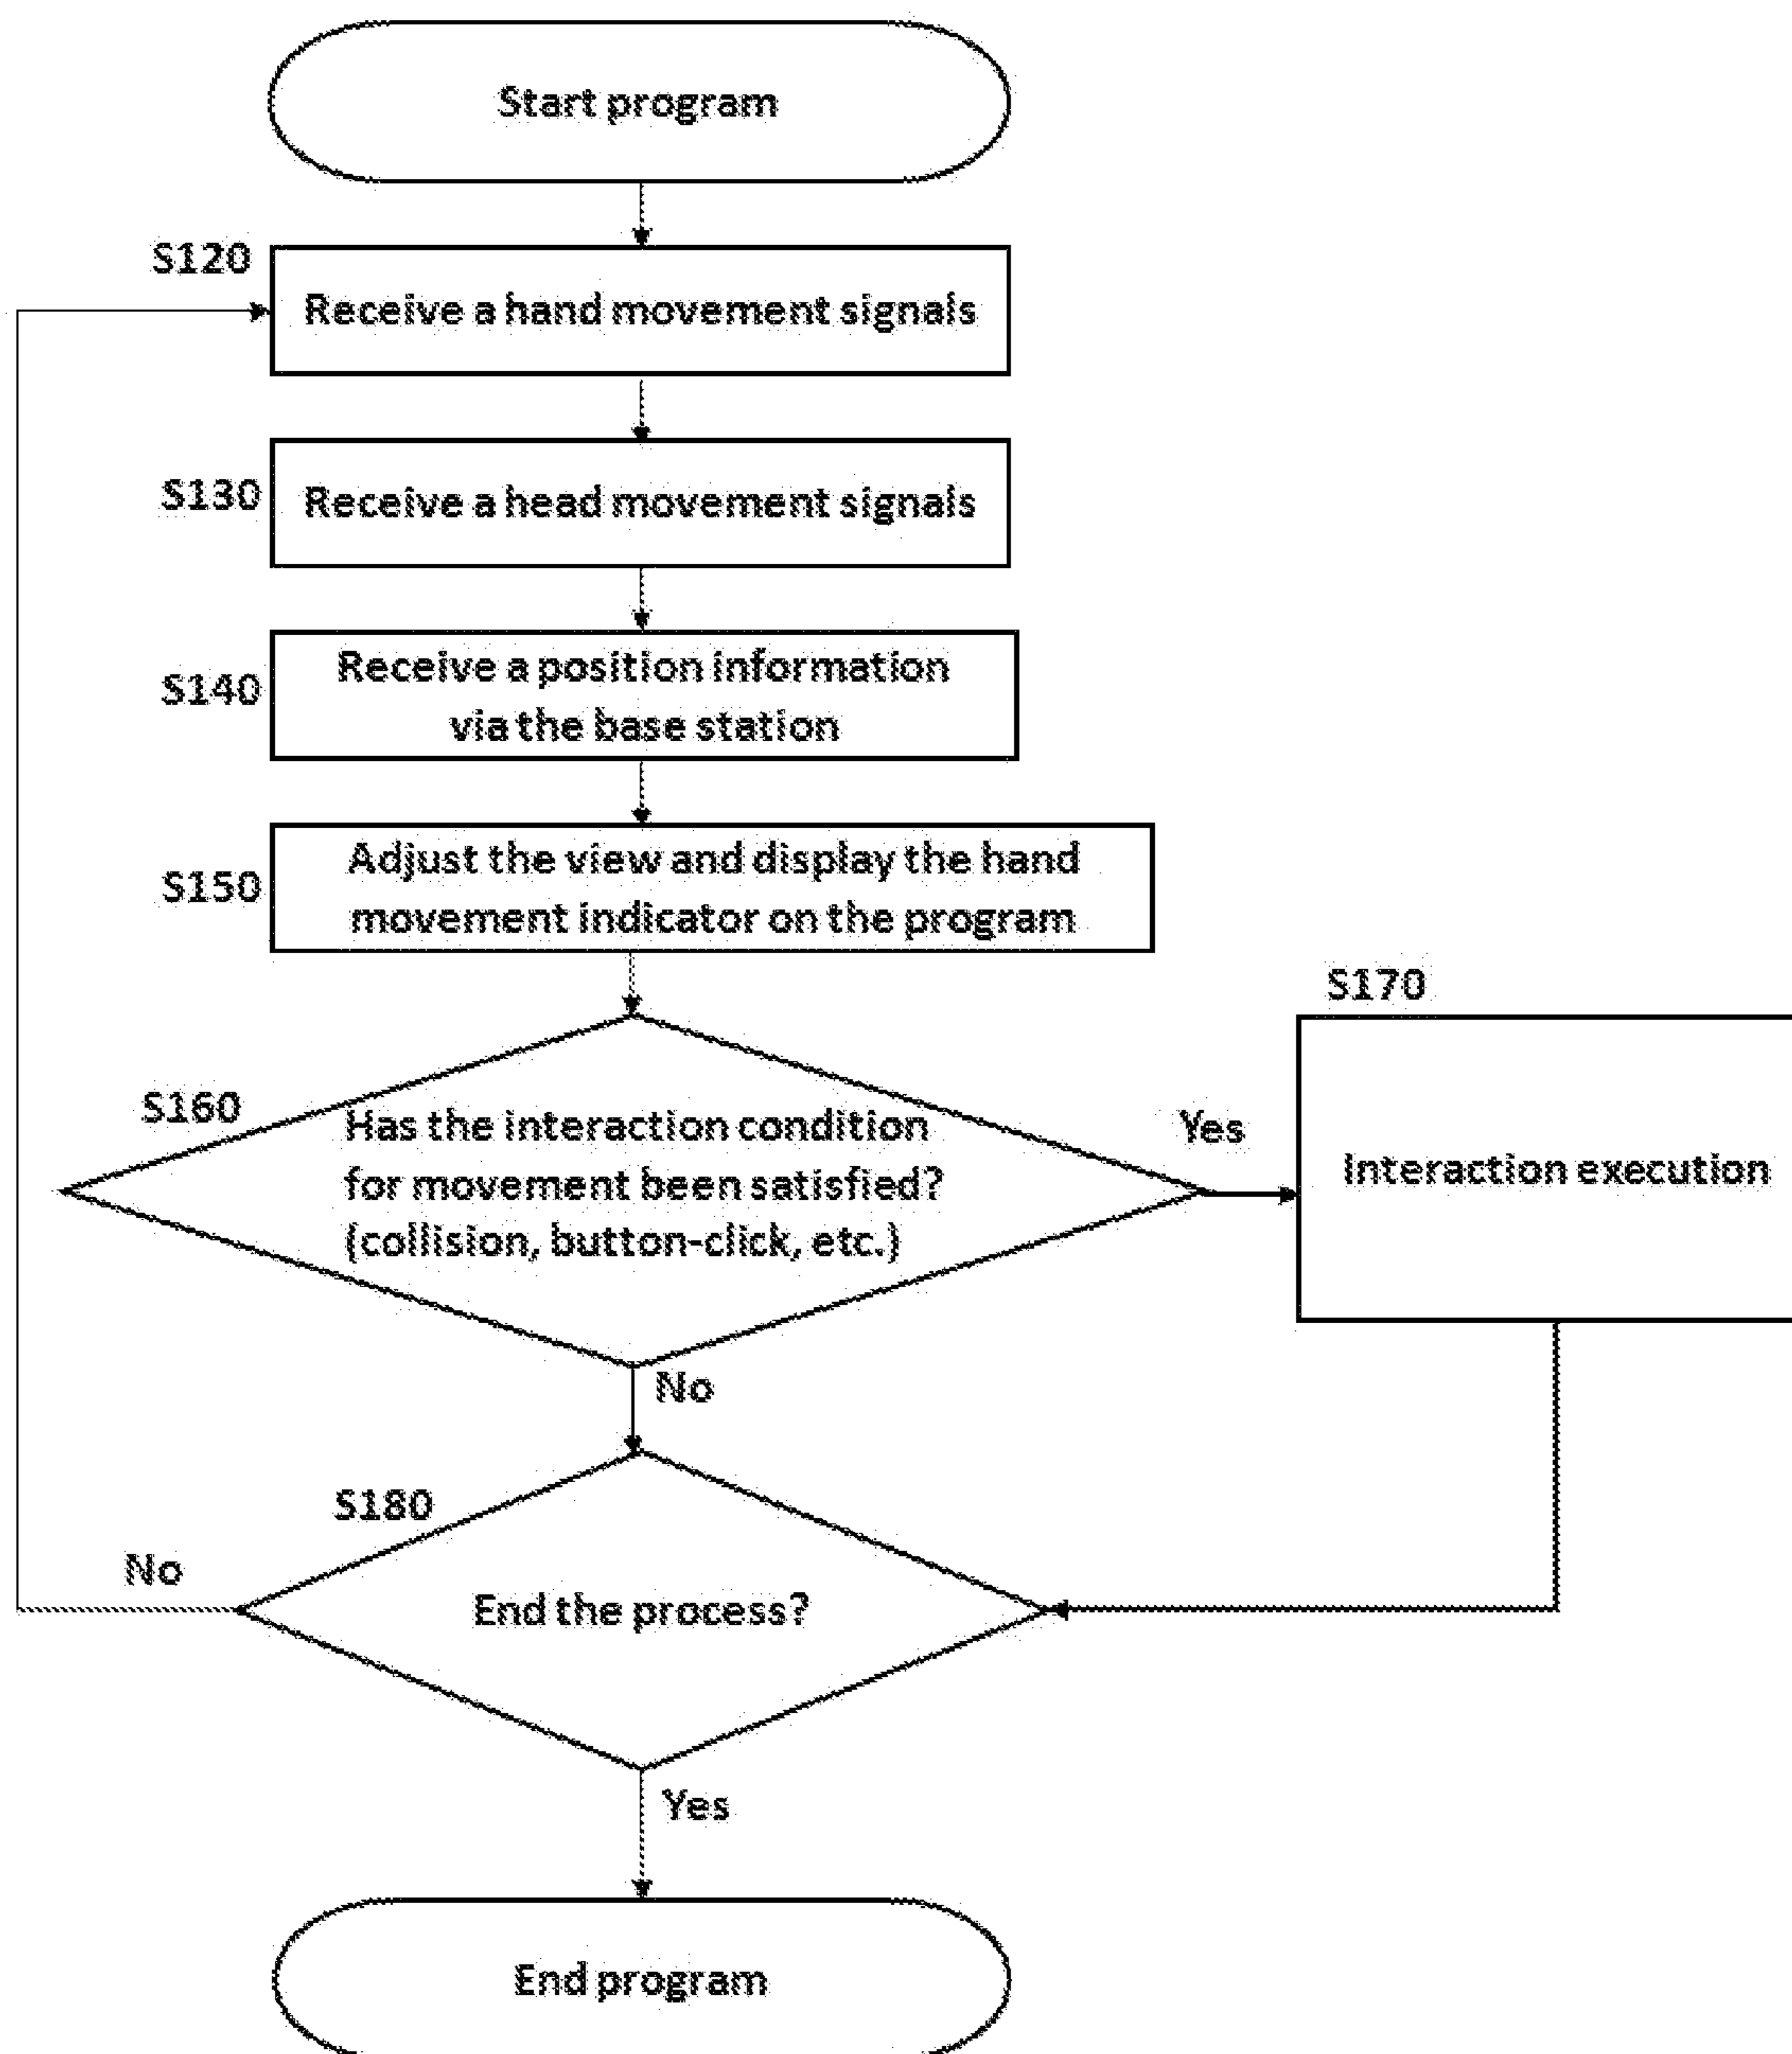 Start program
S120
Receive a hand movement signals
S130
Receive a head movement signals
S140
Receive a position information
via the base station
S150
Adjust the view and display the hand
movement indicator on the program
S160
Has the interaction condition
for movement been satisfied?
(collision, button-click, etc.)
Yes
S170
Interaction execution
No
S180
End the process?
No
Yes
End program